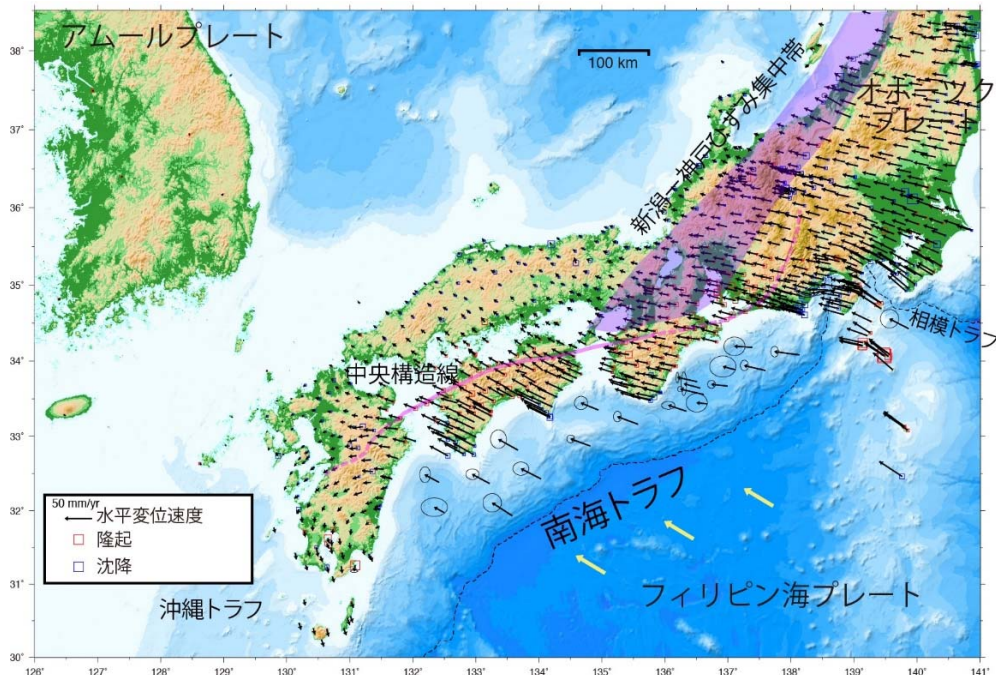 アムールプレート
100 km
新潟－神戸ひずみ集中帯
オホーツク
プレート
相模トラフ
中央構造線
南海トラフ
50 mm/yr
水平変位速度
隆起
沈降
沖縄トラフ
フィリピン海プレート
38°
37°
36°
35°
34°
33°
32°
31°
30°
126°
127°
128°
129°
130°
131°
132°
133°
134°
135°
136°
137°
138°
139°
140°
141°